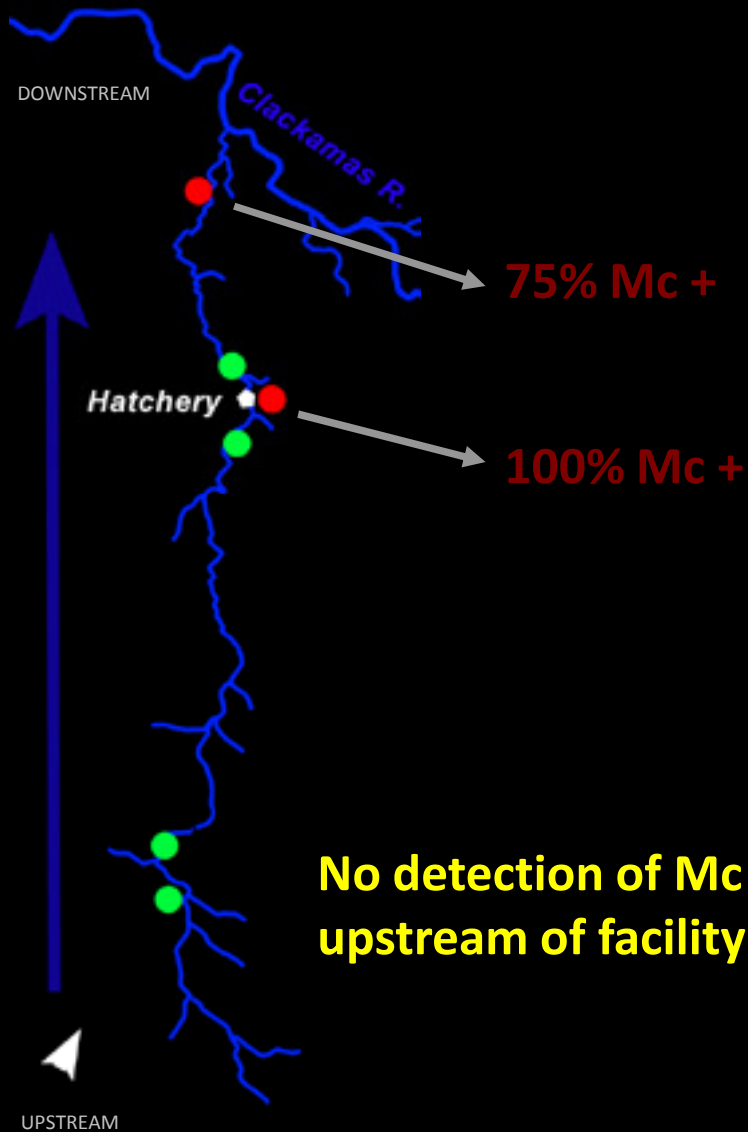 DOWNSTREAM
Clackamas R.
75% Mc +
Hatchery
100% Mc +
No detection of Mc
upstream of facility
UPSTREAM